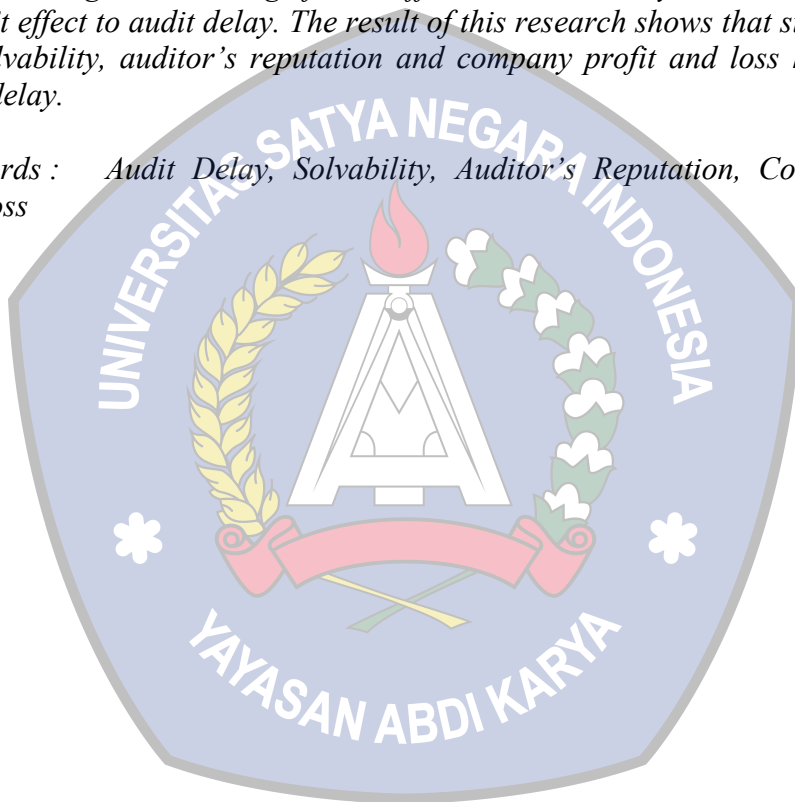 it effect to audit delay. The result of this research shows that
lvability, auditor's reputation and company profit and loss
delay.
rds : Audit Delay, Solvability, Auditor's Reputation, Co
oss
UNIVERSITAS SATYA NEGARA INDONESIA
YAYASAN ABDI KARYA